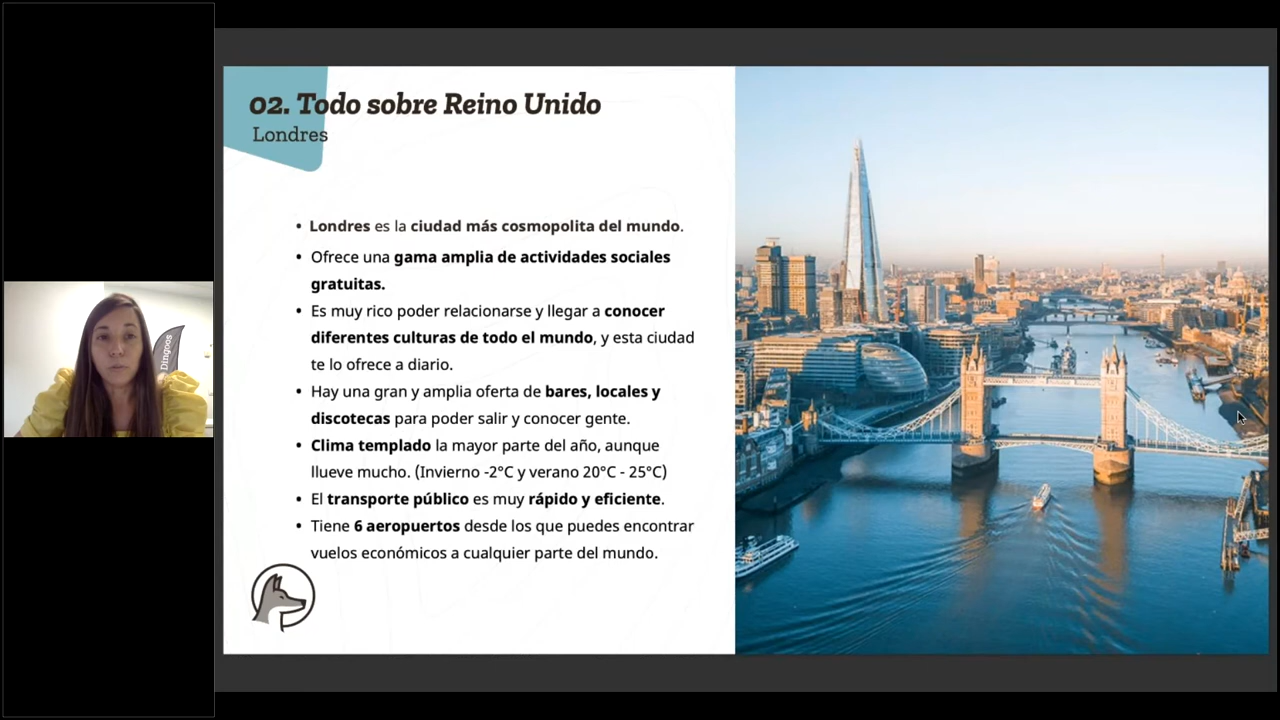 02. Todo sobre Reino Unido
Londres
• Londres es la ciudad más cosmopolita del mundo.
• Ofrece una gama amplia de actividades sociales
gratuitas.
• Es muy rico poder relacionarse y llegar a conocer
diferentes culturas de todo el mundo, y esta ciudad
te lo ofrece a diario.
• Hay una gran y amplia oferta de bares, locales y
discotecas para poder salir y conocer gente.
• Clima templado la mayor parte del año, aunque
llueve mucho. (Invierno -2°C y verano 20°C - 25°C)
• El transporte público es muy rápido y eficiente.
• Tiene 6 aeropuertos desde los que puedes encontrar
vuelos económicos a cualquier parte del mundo.
Dingoos